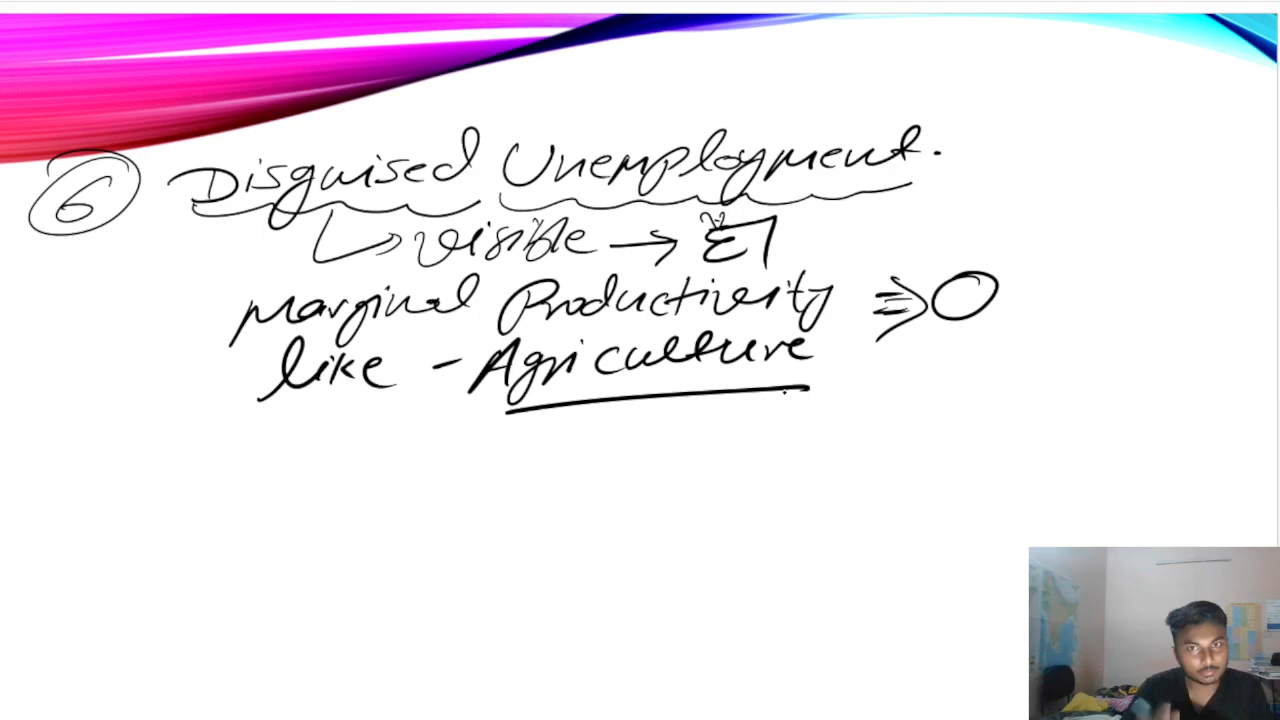 6 Disguised Unemployment.
↳ visible →
Marginal Productivity ⇒ 0
like - Agriculture